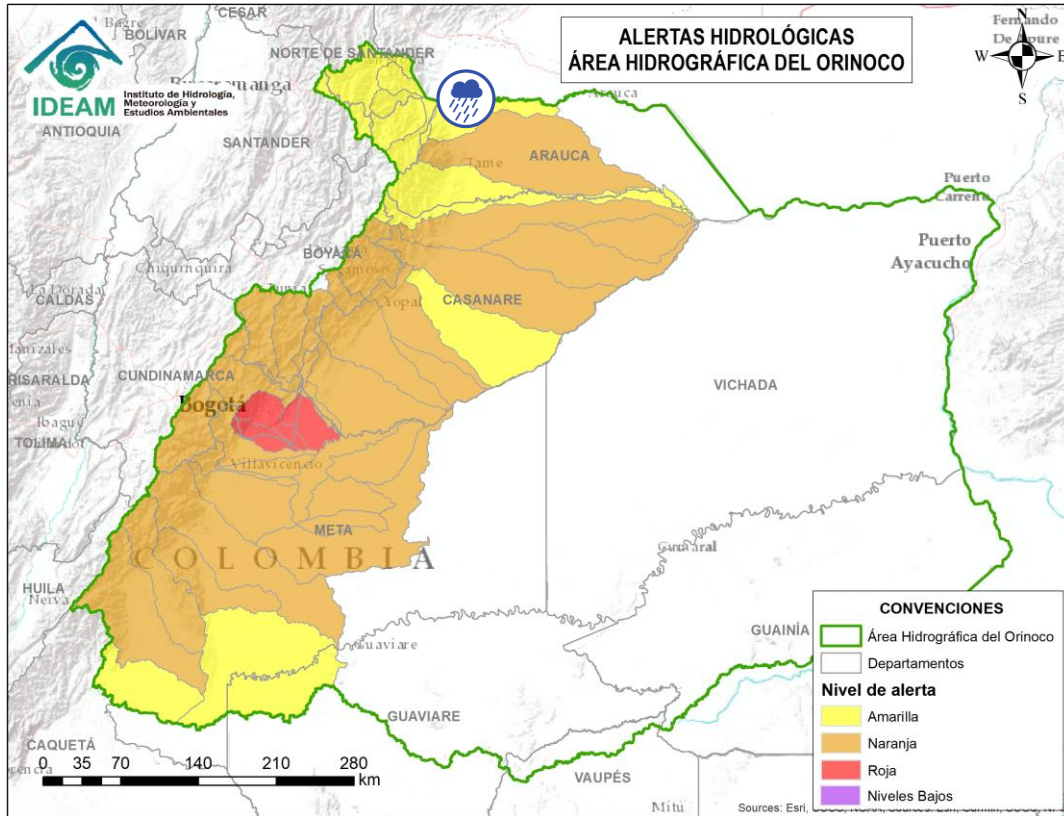 ALERTAS HIDROLÓGICAS
ÁREA HIDROGRÁFICA DEL ORINOCO
N
W
E
S
IDEAM
Instituto de Hidrología,
Meteorología y
Estudios Ambientales
CESAR
BOLÍVAR
NORTE DE SANTANDER
Arauca
ANTIOQUIA
SANTANDER
Tame
ARAUCA
Puerto
Carreño
Puerto
Ayacucho
BOYACÁ
Chiquinquira
Tunja
Yopal
CASANARE
La Dorada
CALDAS
VICHADA
CUNDINAMARCA
RISARALDA
Bogotá
Ibagué
TOLIMA
Villavicencio
META
COLOMBIA
HUILA
Neiva
GUAINÍA
Guaviare
GUAVIARE
CAQUETÁ
VAUPÉS
Mitu
0 35 70 140 210 280
km
CONVENCIONES
Área Hidrográfica del Orinoco
Departamentos
Nivel de alerta
Amarilla
Naranja
Roja
Niveles Bajos
Sources: Esri,